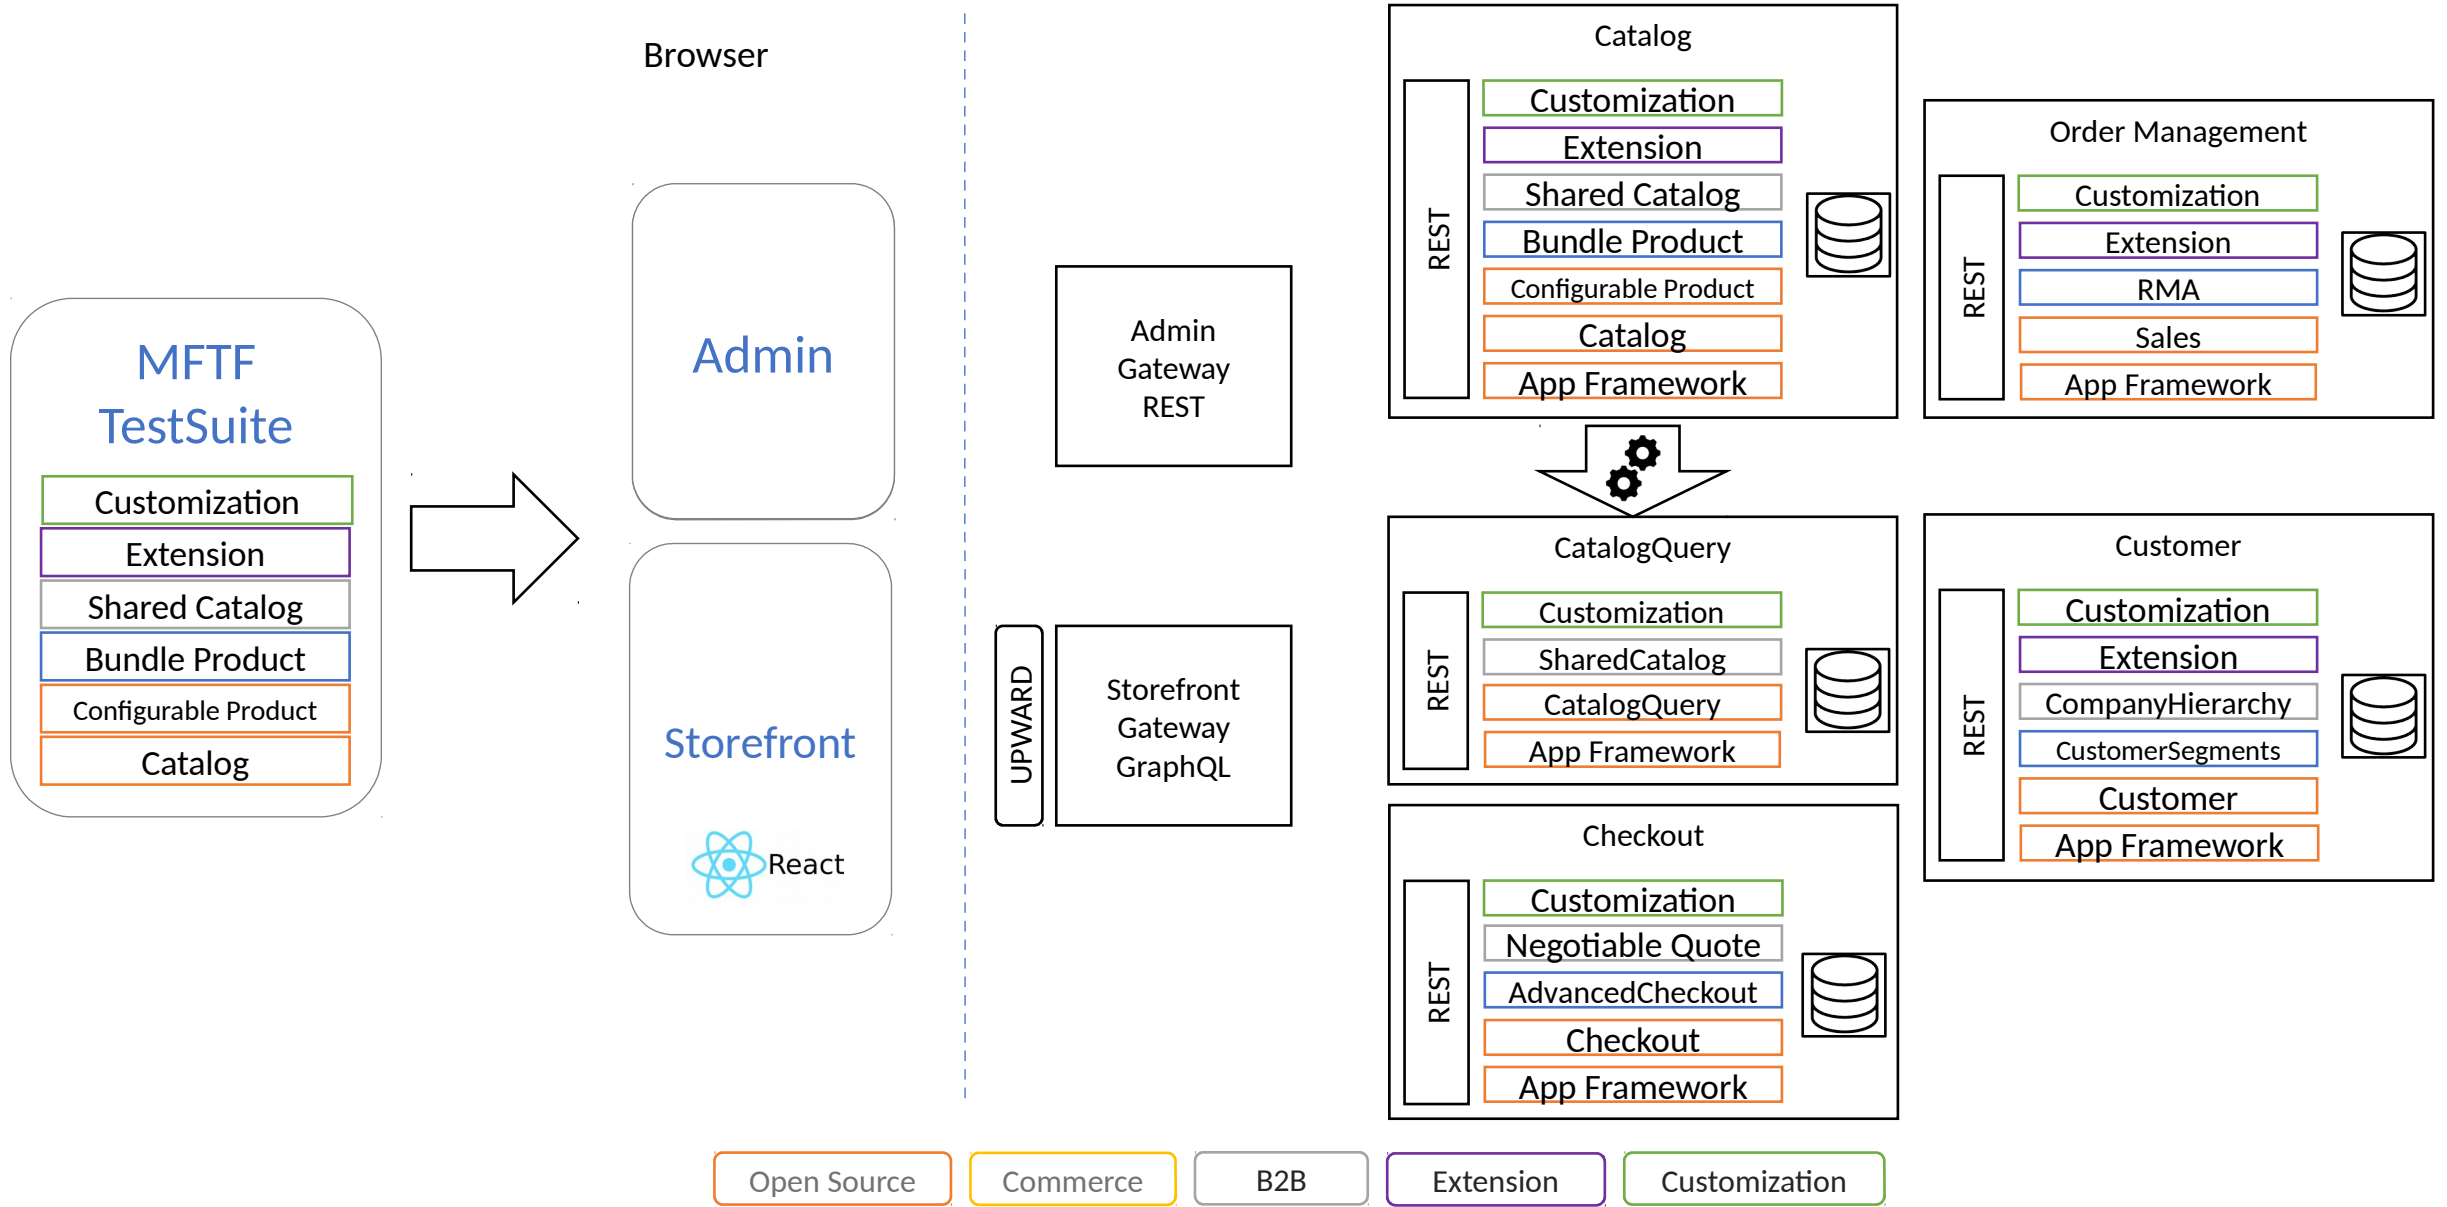 Browser
MFTF
TestSuite
Customization
Extension
Shared Catalog
Bundle Product
Configurable Product
Catalog
Admin
Storefront
React
Admin
Gateway
REST
UPWARD
Storefront
Gateway
GraphQL
Catalog
REST
Customization
Extension
Shared Catalog
Bundle Product
Configurable Product
Catalog
App Framework
Order Management
REST
Customization
Extension
RMA
Sales
App Framework
CatalogQuery
REST
Customization
SharedCatalog
CatalogQuery
App Framework
Customer
REST
Customization
Extension
CompanyHierarchy
CustomerSegments
Customer
App Framework
Checkout
REST
Customization
Negotiable Quote
AdvancedCheckout
Checkout
App Framework
Open Source
Commerce
B2B
Extension
Customization